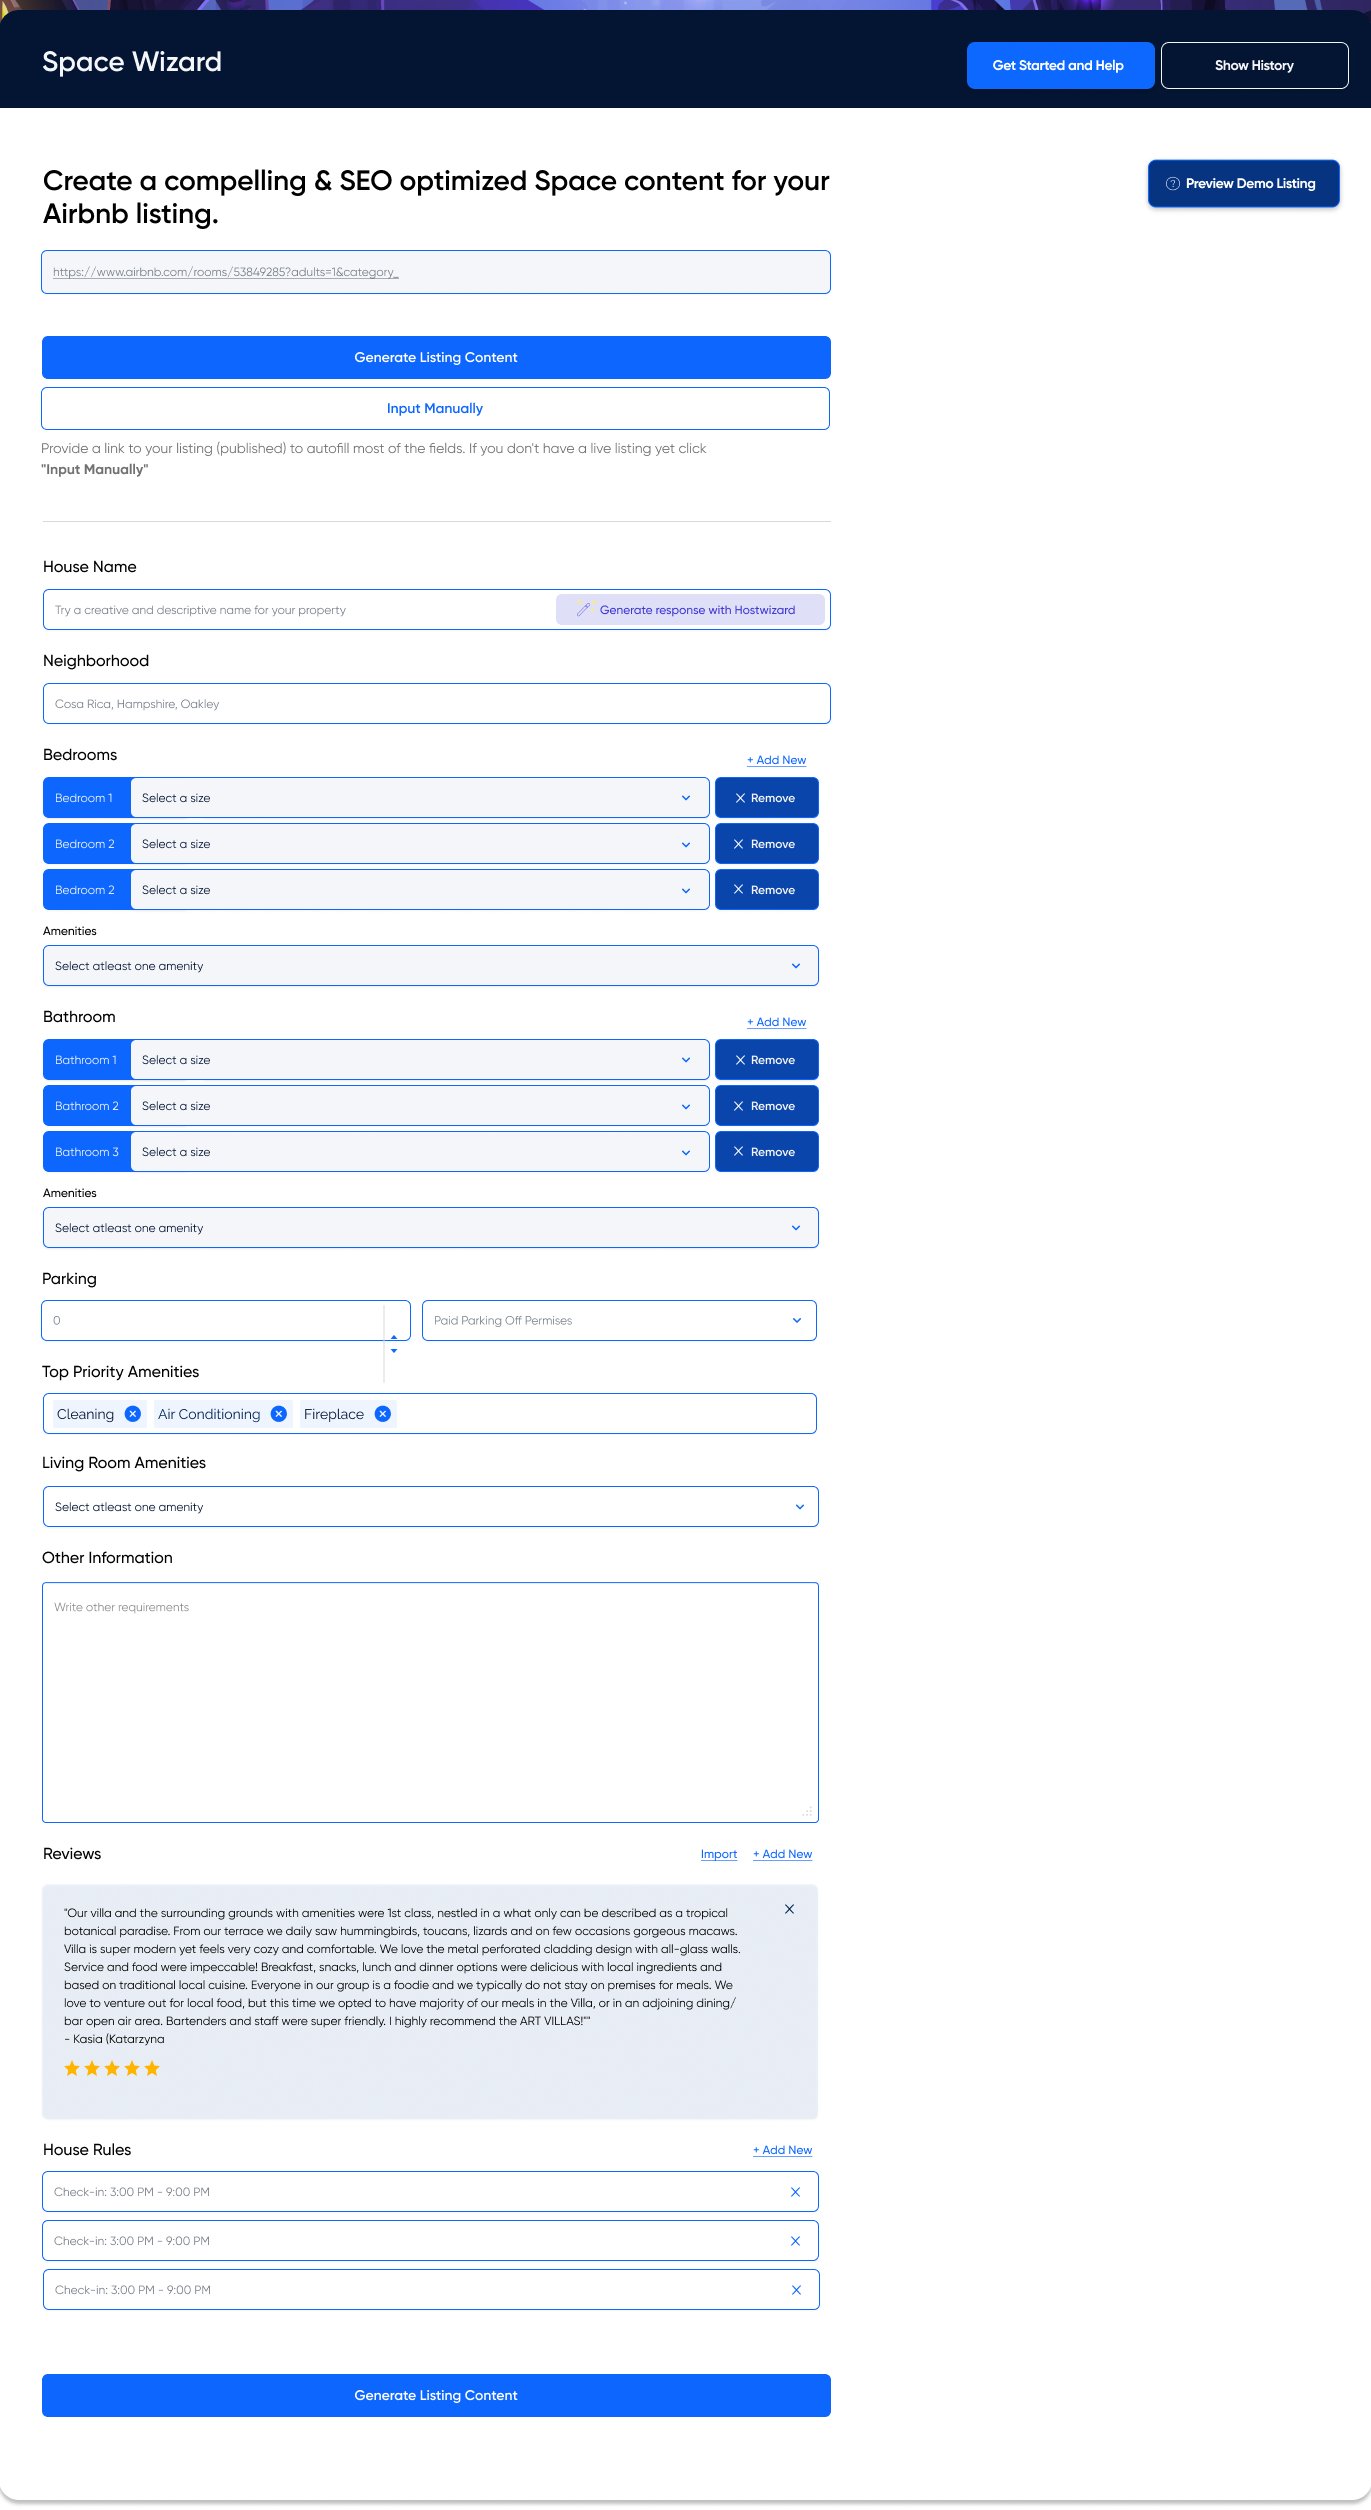 Space Wizard
Get Started and Help
Show History
Create a compelling & SEO optimized Space content for your
Airbnb listing.
Preview Demo Listing
https://www.airbnb.com/rooms/53849285?adults=1&category_
Generate Listing Content
Input Manually
Provide a link to your listing (published) to autofill most of the fields. If you don't have a live listing yet click
"Input Manually"
House Name
Try a creative and descriptive name for your property
Generate response with Hostwizard
Neighborhood
Cosa Rica, Hampshire, Oakley
Bedrooms
+ Add New
Bedroom 1
Select a size
Remove
Bedroom 2
Select a size
Remove
Bedroom 2
Select a size
Remove
Amenities
Select atleast one amenity
Bathroom
+ Add New
Bathroom 1
Select a size
Remove
Bathroom 2
Select a size
Remove
Bathroom 3
Select a size
Remove
Amenities
Select atleast one amenity
Parking
0
Paid Parking Off Permises
Top Priority Amenities
Cleaning
Air Conditioning
Fireplace
Living Room Amenities
Select atleast one amenity
Other Information
Write other requirements
Reviews
Import
+ Add New
"Our villa and the surrounding grounds with amenities were 1st class, nestled in a what only can be described as a tropical
botanical paradise. From our terrace we daily saw hummingbirds, toucans, lizards and on few occasions gorgeous macaws.
Villa is super modern yet feels very cozy and comfortable. We love the metal perforated cladding design with all-glass walls.
Service and food were impeccable! Breakfast, snacks, lunch and dinner options were delicious with local ingredients and
based on traditional local cuisine. Everyone in our group is a foodie and we typically do not stay on premises for meals. We
love to venture out for local food, but this time we opted to have majority of our meals in the Villa, or in an adjoining dining/
bar open air area. Bartenders and staff were super friendly. I highly recommend the ART VILLAS!""
- Kasia (Katarzyna
House Rules
+ Add New
Check-in: 3:00 PM - 9:00 PM
Check-in: 3:00 PM - 9:00 PM
Check-in: 3:00 PM - 9:00 PM
Generate Listing Content